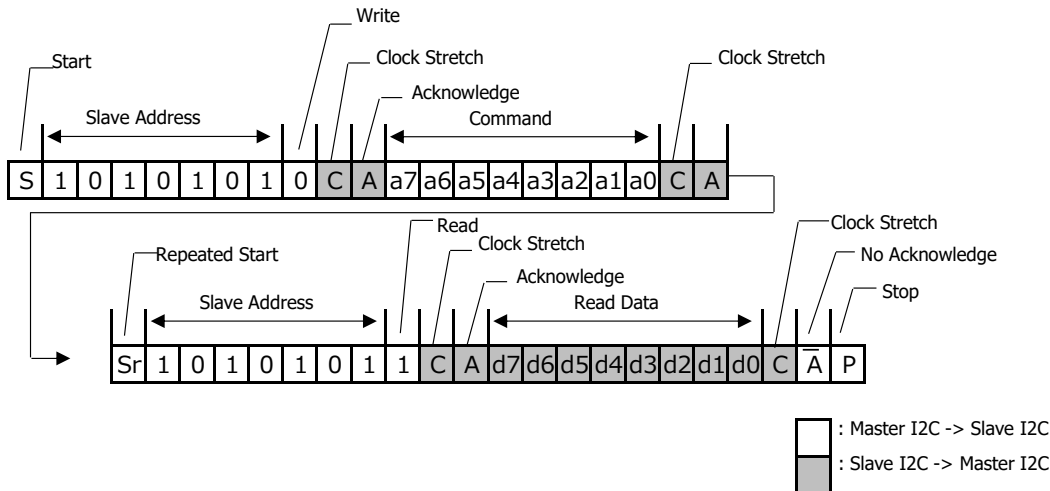 Write
Start
Clock Stretch
Clock Stretch
Acknowledge
Slave Address
Command
S 1 0 1 0 1 0 1 0 C A a7 a6 a5 a4 a3 a2 a1 a0 C A
Read
Clock Stretch
Clock Stretch
Repeated Start
No Acknowledge
Acknowledge
Stop
Slave Address
Read Data
Sr 1 0 1 0 1 0 1 1 C A d7 d6 d5 d4 d3 d2 d1 d0 C A̅ P
: Master I2C -> Slave I2C
: Slave I2C -> Master I2C